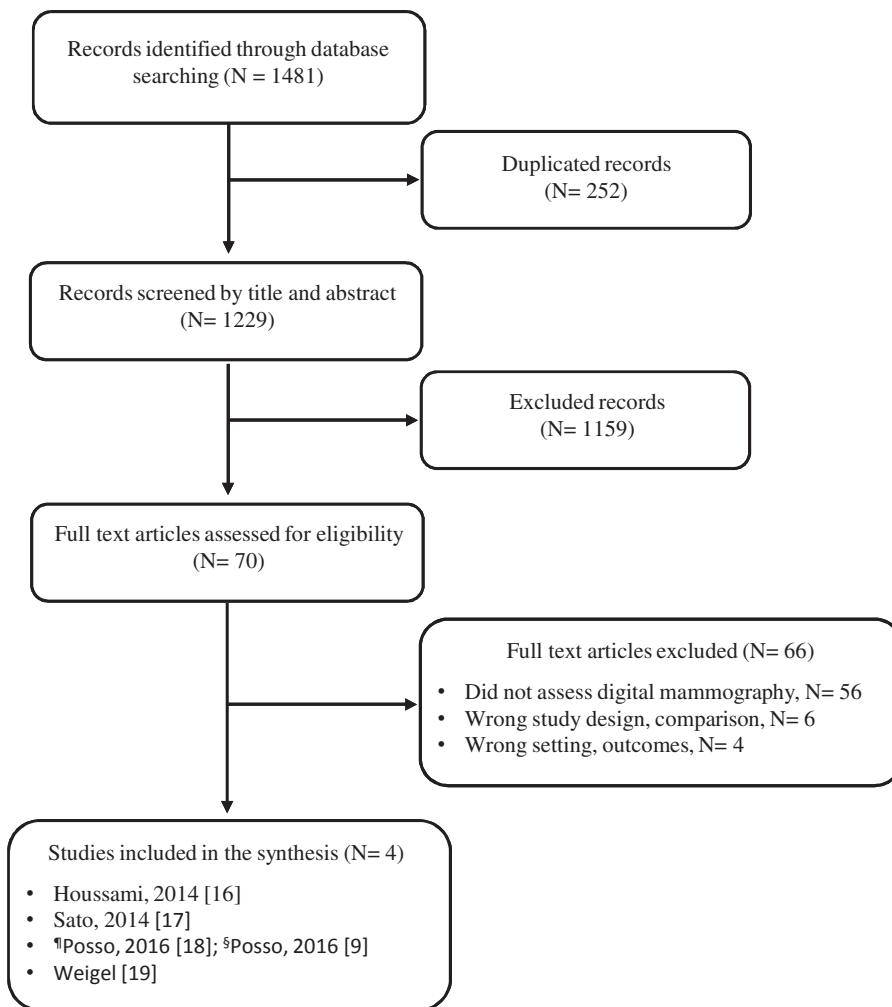 Records identified through database
searching (N = 1481)
Duplicated records
(N= 252)
Records screened by title and abstract
(N= 1229)
Excluded records
(N= 1159)
Full text articles assessed for eligibility
(N= 70)
Full text articles excluded (N= 66)
• Did not assess digital mammography, N= 56
• Wrong study design, comparison, N= 6
• Wrong setting, outcomes, N= 4
Studies included in the synthesis (N= 4)
• Houssami, 2014 [16]
• Sato, 2014 [17]
• ¶Posso, 2016 [18]; §Posso, 2016 [9]
• Weigel [19]